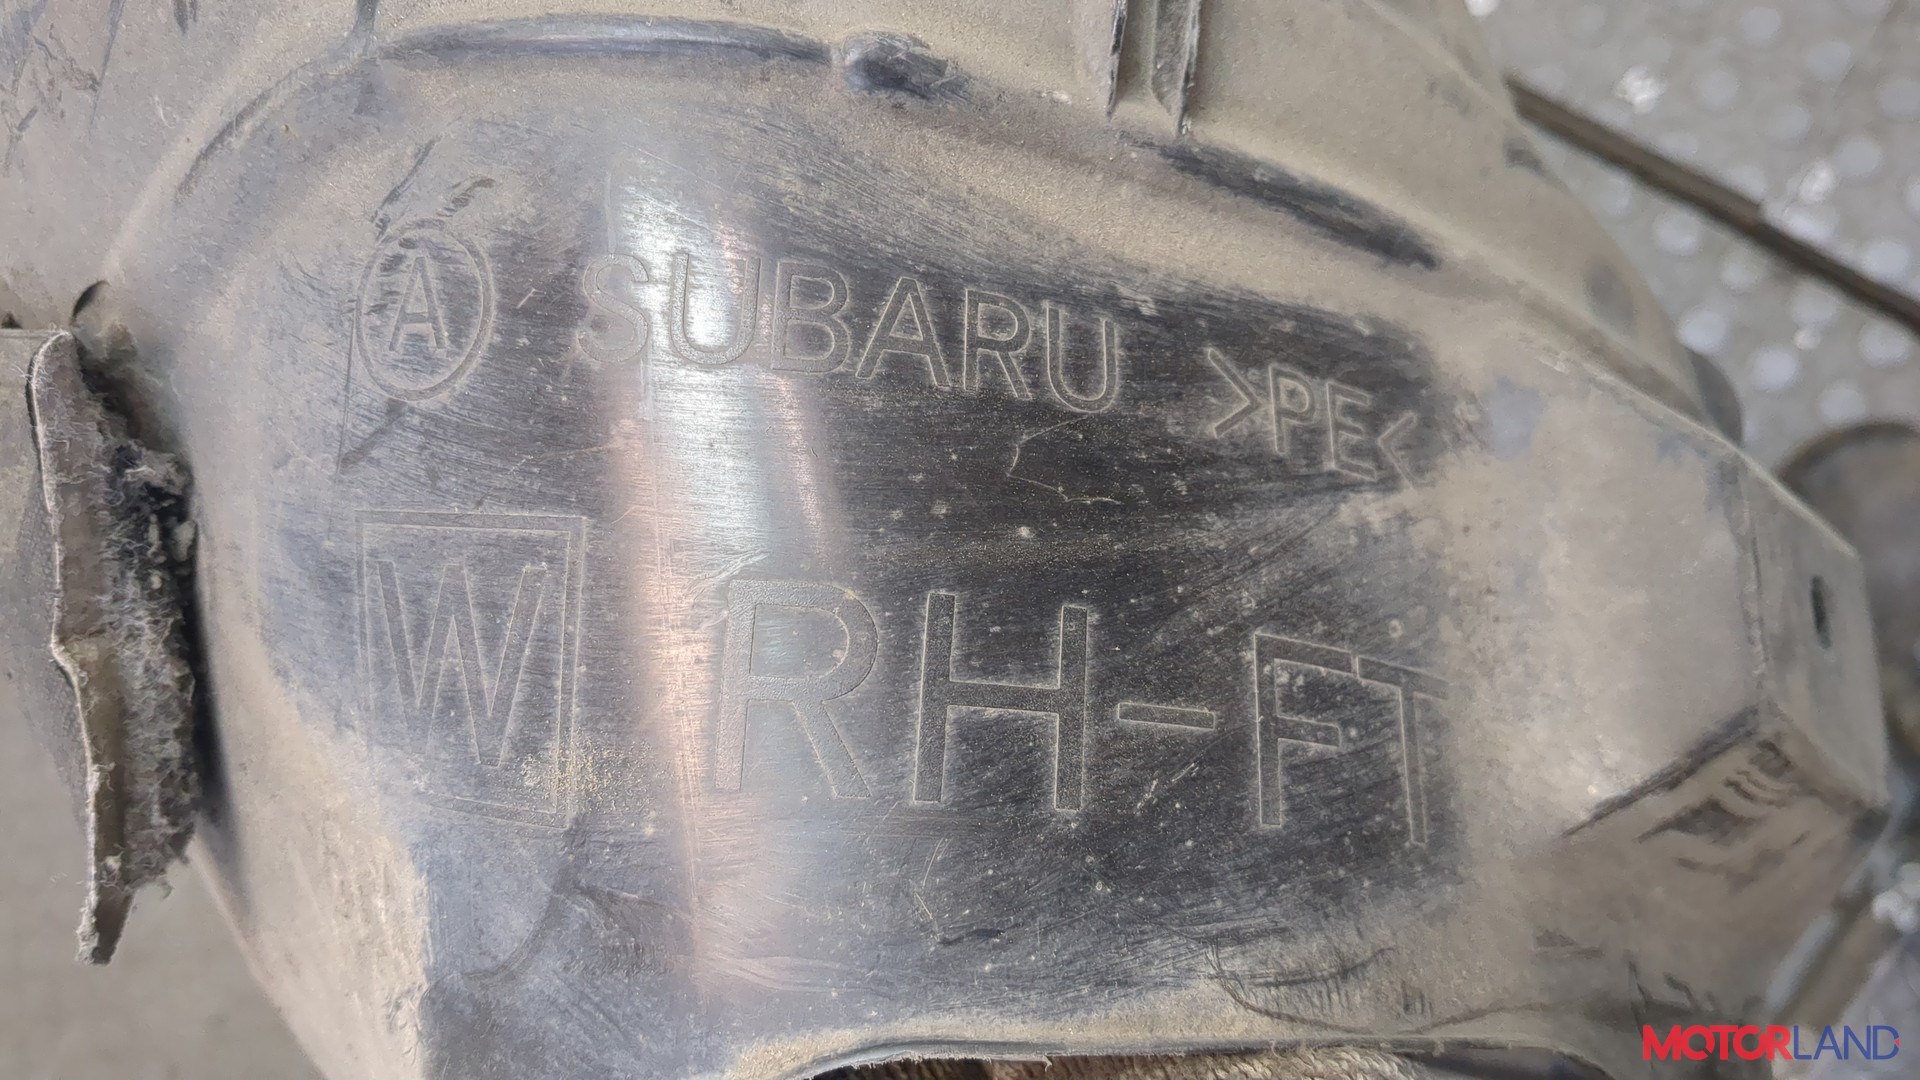 Ⓐ SUBARU >PE<
W RH-FT
MOTORLAND